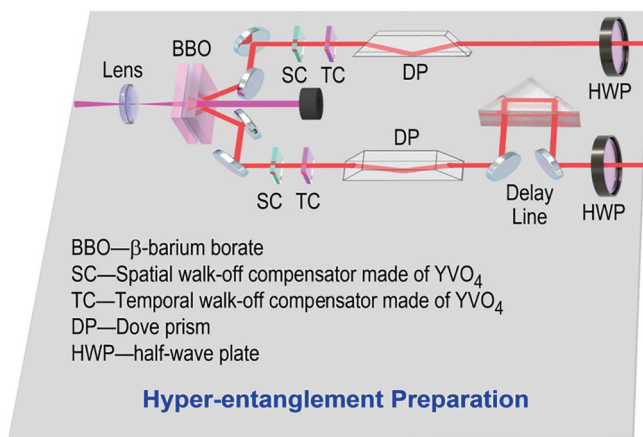 BBO
Lens
SC
TC
DP
HWP
DP
SC
TC
Delay
Line
HWP
BBO—β-barium borate
SC—Spatial walk-off compensator made of YVO₄
TC—Temporal walk-off compensator made of YVO₄
DP—Dove prism
HWP—half-wave plate
Hyper-entanglement Preparation